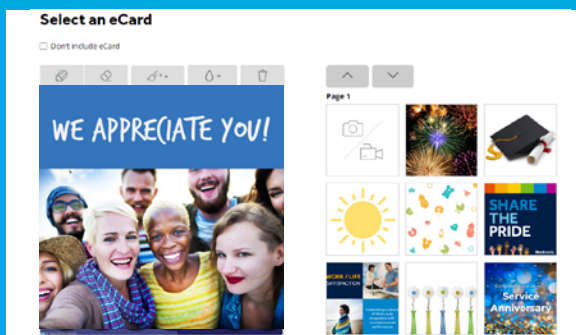 Select an eCard
Don't include eCard
Page 1
WE APPRECIATE YOU!
SHARE
THE
PRIDE
WORK / LIFE
SATISFACTION
Service
Anniversary